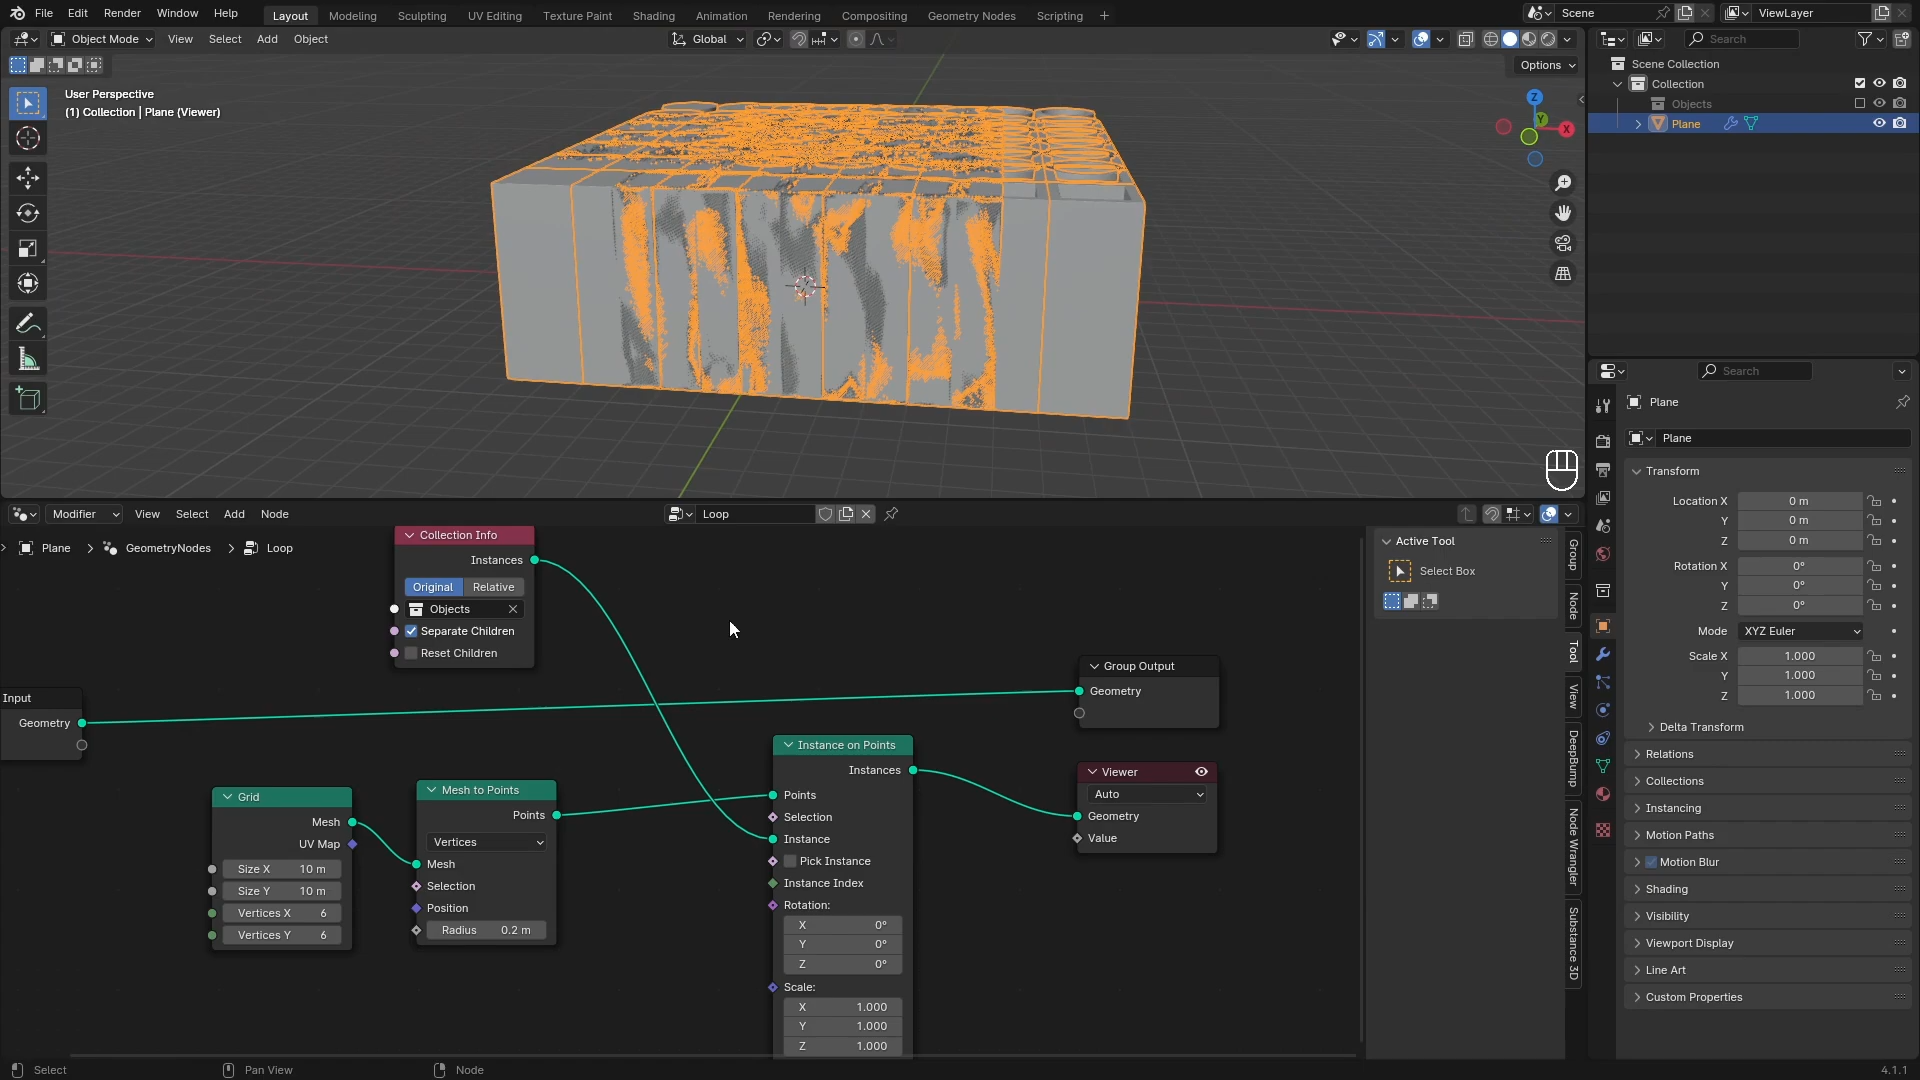 File Edit Render Window Help
Layout Modeling Sculpting UV Editing Texture Paint Shading Animation Rendering Compositing Geometry Nodes Scripting +
Scene
ViewLayer
Object Mode View Select Add Object
Global
Options
User Perspective
(1) Collection | Plane (Viewer)
Z
Y
X
Search
Scene Collection
Collection
Objects
Plane
Search
Plane
Plane
Transform
Location X 0 m
Y 0 m
Z 0 m
Rotation X 0°
Y 0°
Z 0°
Mode XYZ Euler
Scale X 1.000
Y 1.000
Z 1.000
Delta Transform
Relations
Collections
Instancing
Motion Paths
Motion Blur
Shading
Visibility
Viewport Display
Line Art
Custom Properties
Modifier View Select Add Node
Loop
Plane > GeometryNodes > Loop
Collection Info
Instances
Original Relative
Objects
Separate Children
Reset Children
Input
Geometry
Group Output
Geometry
Grid
Mesh
UV Map
Size X 10 m
Size Y 10 m
Vertices X 6
Vertices Y 6
Mesh to Points
Points
Vertices
Mesh
Selection
Position
Radius 0.2 m
Instance on Points
Instances
Points
Selection
Instance
Pick Instance
Instance Index
Rotation:
X 0°
Y 0°
Z 0°
Scale:
X 1.000
Y 1.000
Z 1.000
Viewer
Auto
Geometry
Value
Active Tool
Select Box
Group
Node
Tool
View
DeepBump
Node Wrangler
Substance 3D
Select
Pan View
Node
4.1.1